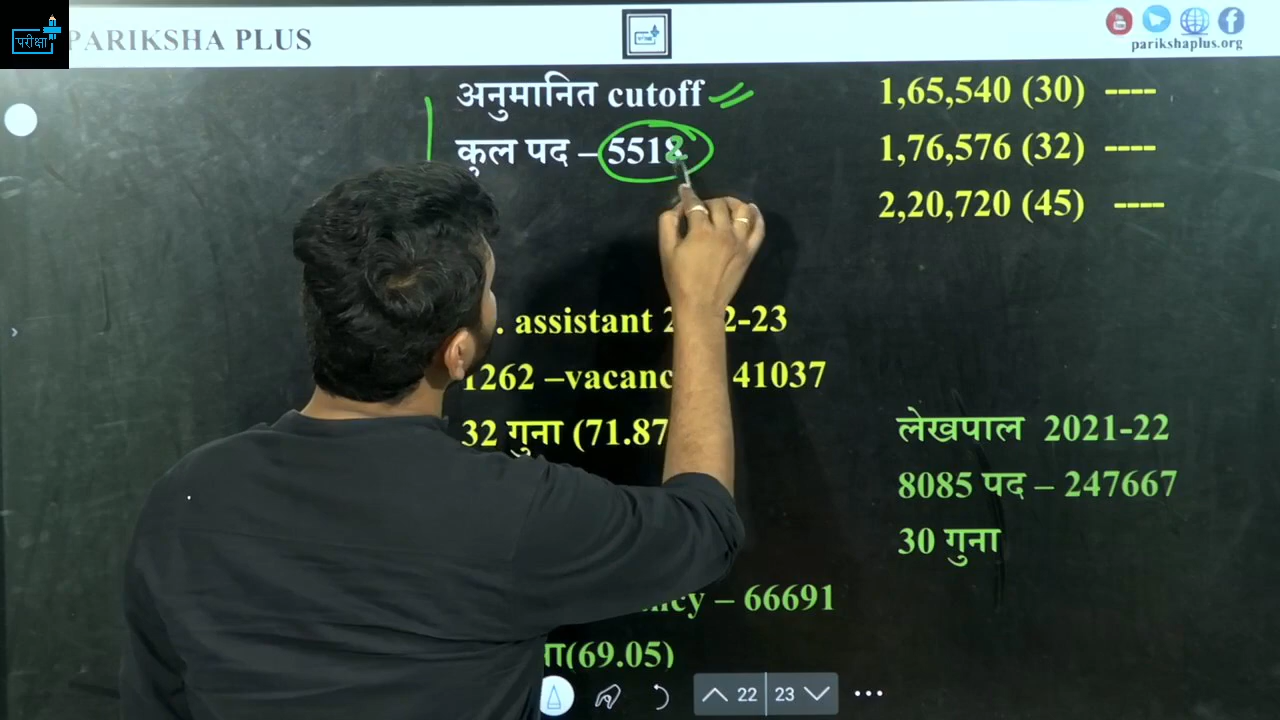 परीक्षा
PARIKSHA PLUS
parikshaplus.org
अनुमानित cutoff
कुल पद – 5518
1,65,540 (30) ----
1,76,576 (32) ----
2,20,720 (45) ----
. assistant 2-23
1262 –vacanc 41037
32 गुना (71.87
– 66691
(69.05)
लेखपाल 2021-22
8085 पद – 247667
30 गुना
22 23